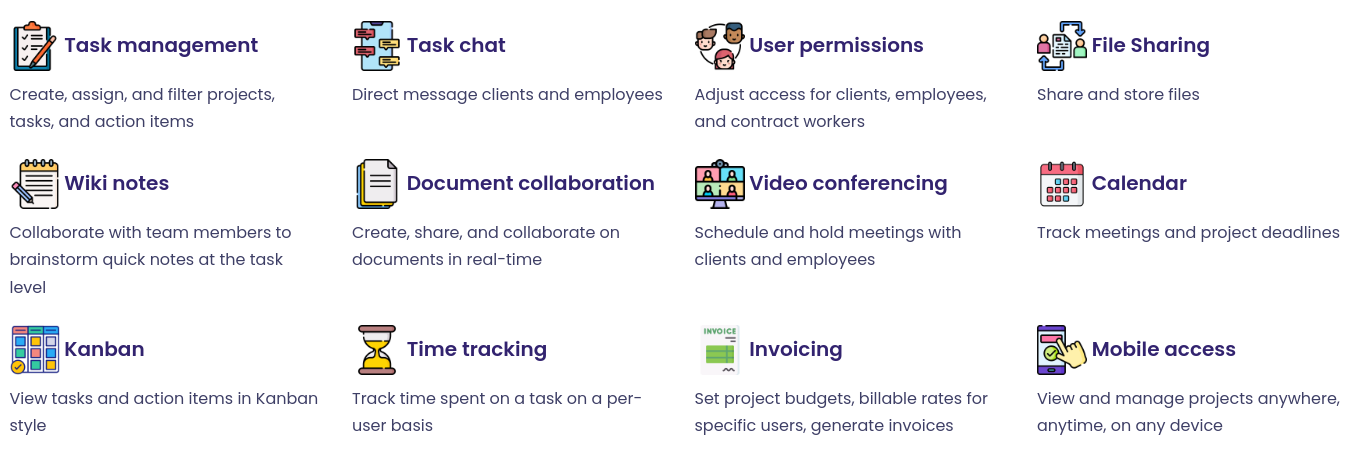 Task management
Create, assign, and filter projects,
tasks, and action items
Task chat
Direct message clients and employees
User permissions
Adjust access for clients, employees,
and contract workers
File Sharing
Share and store files
Wiki notes
Collaborate with team members to
brainstorm quick notes at the task
level
Document collaboration
Create, share, and collaborate on
documents in real-time
Video conferencing
Schedule and hold meetings with
clients and employees
Calendar
Track meetings and project deadlines
Kanban
View tasks and action items in Kanban
style
Time tracking
Track time spent on a task on a per-
user basis
INVOICE
Invoicing
Set project budgets, billable rates for
specific users, generate invoices
Mobile access
View and manage projects anywhere,
anytime, on any device